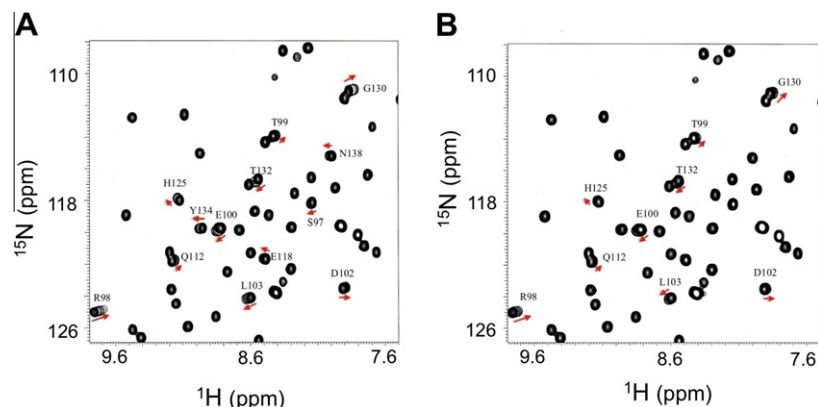 A
¹⁵N (ppm)
110
118
126
G130
T99
N138
T132
H125
Y134
E100
S97
Q112
E118
L103
D102
R98
9.6
8.6
7.6
¹H (ppm)
B
¹⁵N (ppm)
110
118
126
G130
T99
T132
H125
E100
Q112
L103
D102
R98
9.6
8.6
7.6
¹H (ppm)